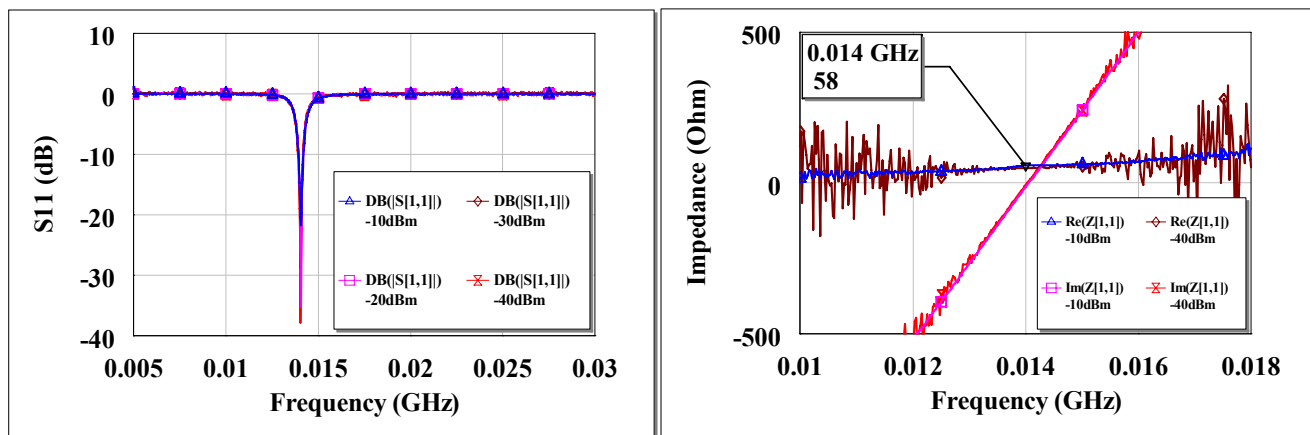 10
0
-10
-20
-30
-40
S11 (dB)
DB(|S[1,1]|)
-10dBm
DB(|S[1,1]|)
-30dBm
DB(|S[1,1]|)
-20dBm
DB(|S[1,1]|)
-40dBm
0.005 0.01 0.015 0.02 0.025 0.03
Frequency (GHz)
500
0
-500
Impedance (Ohm)
0.014 GHz
58
Re(Z[1,1])
-10dBm
Re(Z[1,1])
-40dBm
Im(Z[1,1])
-10dBm
Im(Z[1,1])
-40dBm
0.01 0.012 0.014 0.016 0.018
Frequency (GHz)